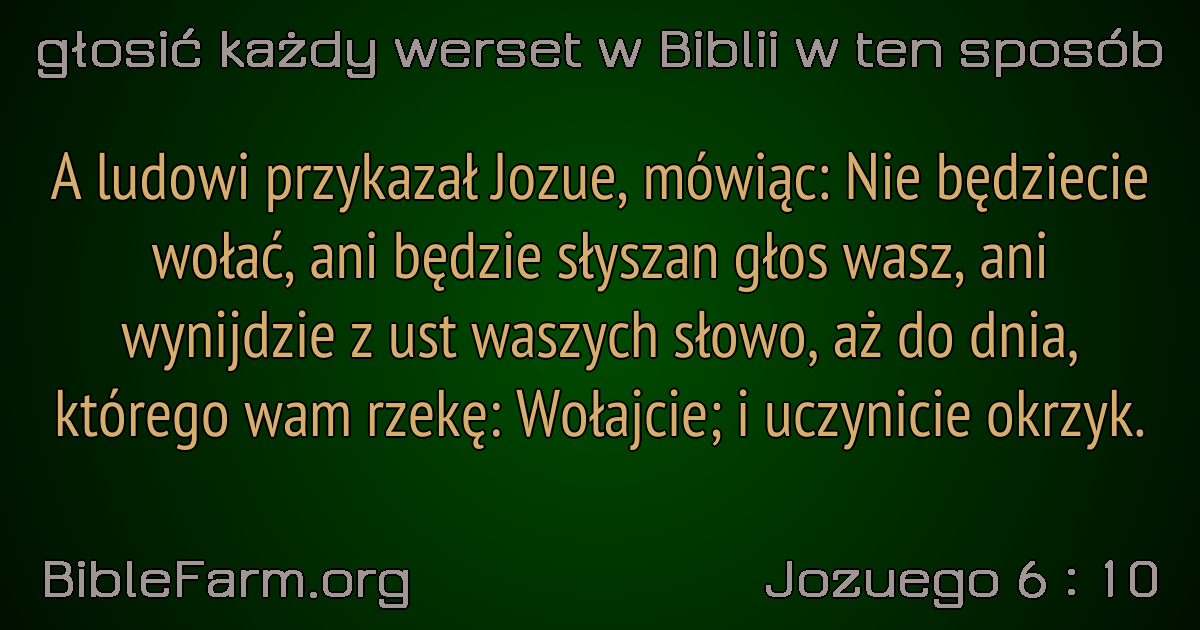 głosić każdy werset w Biblii w ten sposób
A ludowi przykazał Jozue, mówiąc: Nie będziecie
wołać, ani będzie słyszan głos wasz, ani
wynijdzie z ust waszych słowo, aż do dnia,
którego wam rzekę: Wołajcie; i uczynicie okrzyk.
BibleFarm.org
Jozuego 6 : 10